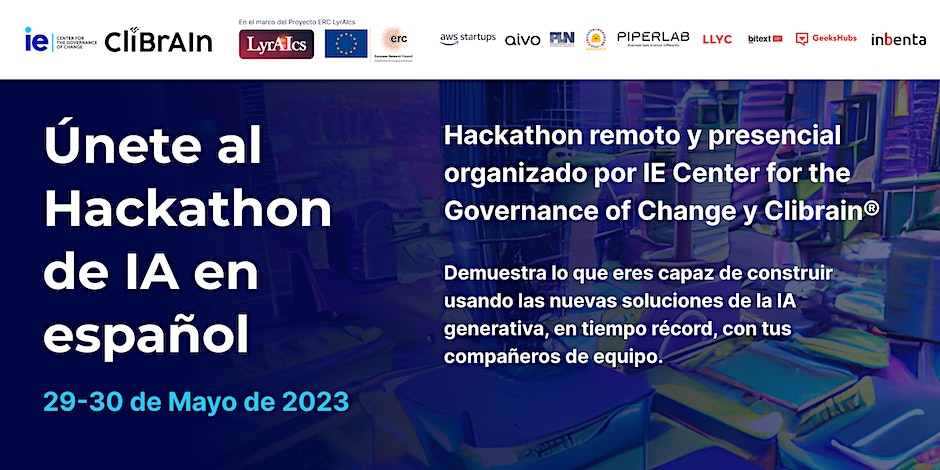 En el marco del Proyecto ERC LyrAIcs
ie CENTER FOR THE GOVERNANCE OF CHANGE
CliBrAIn
LyrAIcs
erc
European Research Council
aws startups
aivo
PLN
PIPERLAB
Business Data Science. Differently.
LLYC
bitext
GeeksHubs
inbenta
Únete al
Hackathon
de IA en
español
29-30 de Mayo de 2023
Hackathon remoto y presencial
organizado por IE Center for the
Governance of Change y Clibrain®
Demuestra lo que eres capaz de construir
usando las nuevas soluciones de la IA
generativa, en tiempo récord, con tus
compañeros de equipo.